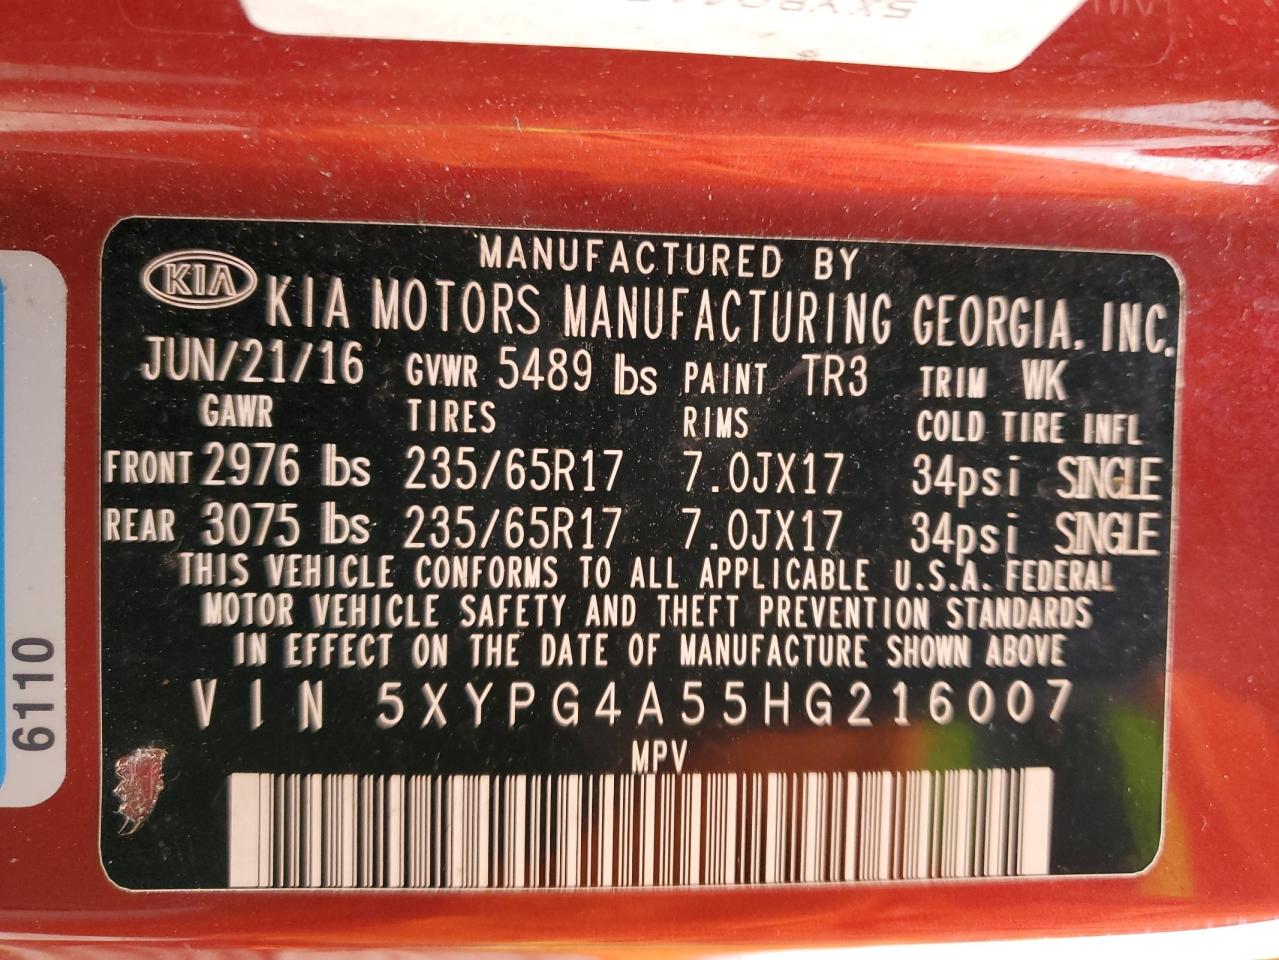 KIA
MANUFACTURED BY
KIA MOTORS MANUFACTURING GEORGIA, INC.
JUN/21/16 GVWR 5489 lbs PAINT TR3 TRIM WK
GAWR TIRES RIMS COLD TIRE INFL
FRONT 2976 lbs 235/65R17 7.0JX17 34psi SINGLE
REAR 3075 lbs 235/65R17 7.0JX17 34psi SINGLE
THIS VEHICLE CONFORMS TO ALL APPLICABLE U.S.A. FEDERAL
MOTOR VEHICLE SAFETY AND THEFT PREVENTION STANDARDS
IN EFFECT ON THE DATE OF MANUFACTURE SHOWN ABOVE
VIN 5XYPG4A55HG216007
MPV
6110